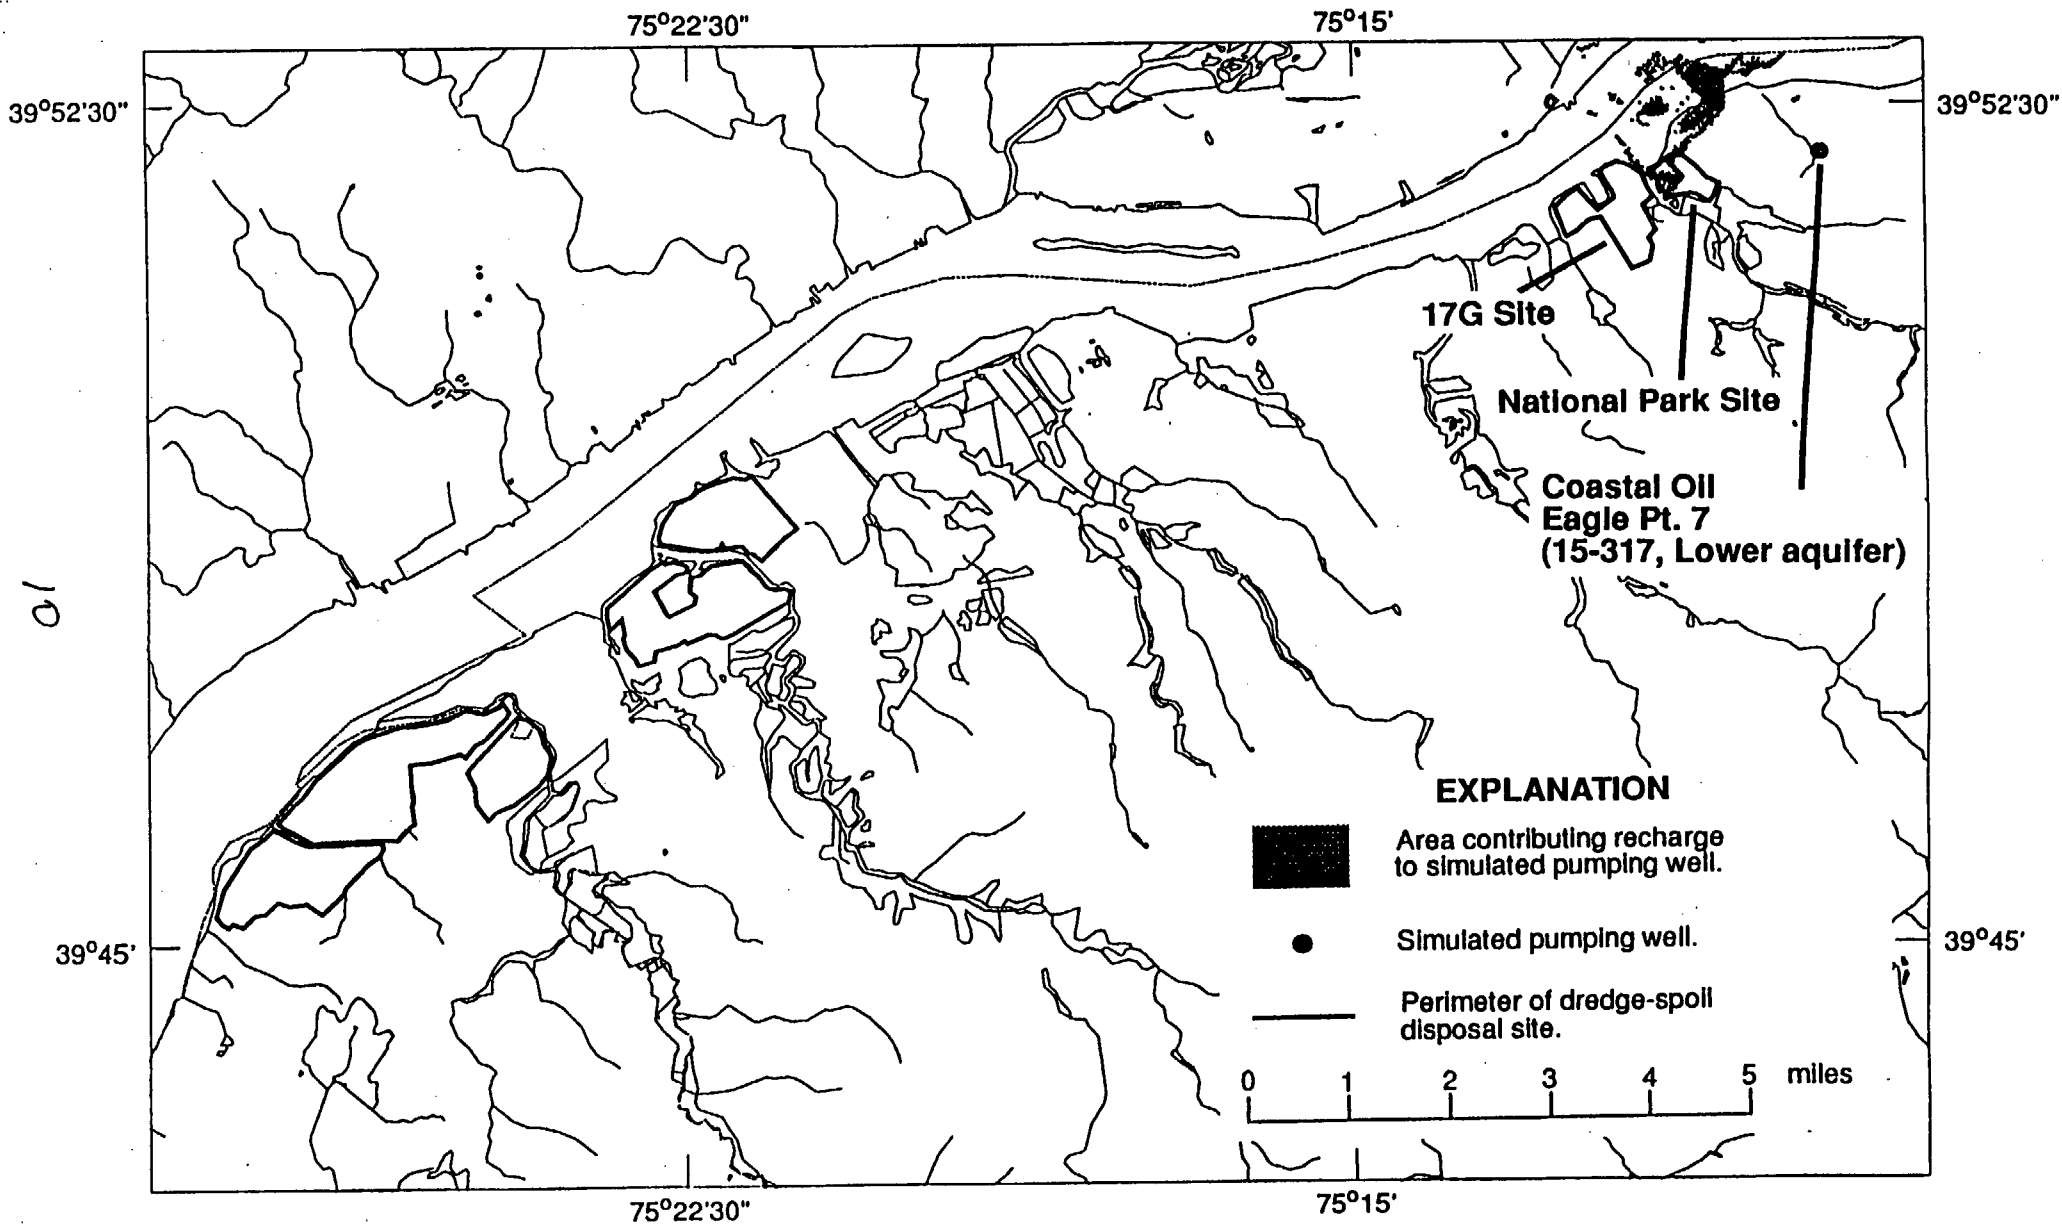 75°22'30"
75°15'
39°52'30"
39°52'30"
17G Site
National Park Site
Coastal Oil
Eagle Pt. 7
(15-317, Lower aquifer)
10
EXPLANATION
Area contributing recharge
to simulated pumping well.
Simulated pumping well.
39°45'
39°45'
Perimeter of dredge-spoil
disposal site.
0 1 2 3 4 5 miles
75°22'30"
75°15'